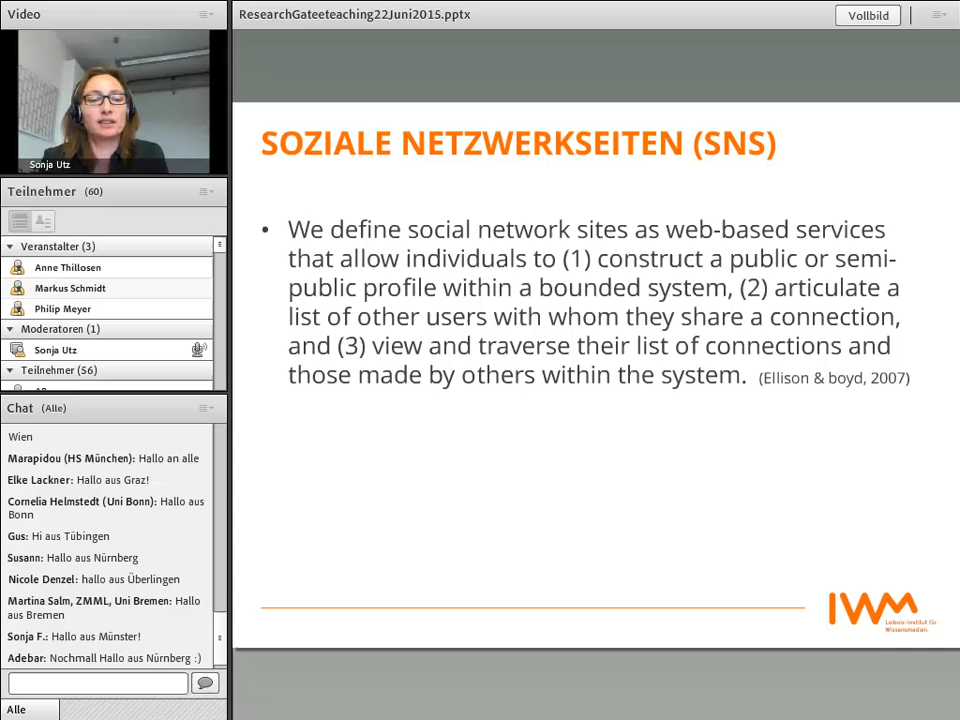 Video
Sonja Utz
Teilnehmer (60)
Veranstalter (3)
Anne Thillosen
Markus Schmidt
Philip Meyer
Moderatoren (1)
Sonja Utz
Teilnehmer (56)
Chat (Alle)
Wien
Marapidou (HS München): Hallo an alle
Elke Lackner: Hallo aus Graz!
Cornelia Helmstedt (Uni Bonn): Hallo aus
Bonn
Gus: Hi aus Tübingen
Susann: Hallo aus Nürnberg
Nicole Denzel: hallo aus Überlingen
Martina Salm, ZMML, Uni Bremen: Hallo
aus Bremen
Sonja F.: Hallo aus Münster!
Adebar: Nochmall Hallo aus Nürnberg :)
Alle
ResearchGateeteaching22Juni2015.pptx
Vollbild
SOZIALE NETZWERKSEITEN (SNS)
• We define social network sites as web-based services
that allow individuals to (1) construct a public or semi-
public profile within a bounded system, (2) articulate a
list of other users with whom they share a connection,
and (3) view and traverse their list of connections and
those made by others within the system. (Ellison & boyd, 2007)
IWM
Leibniz-Institut für
Wissensmedien